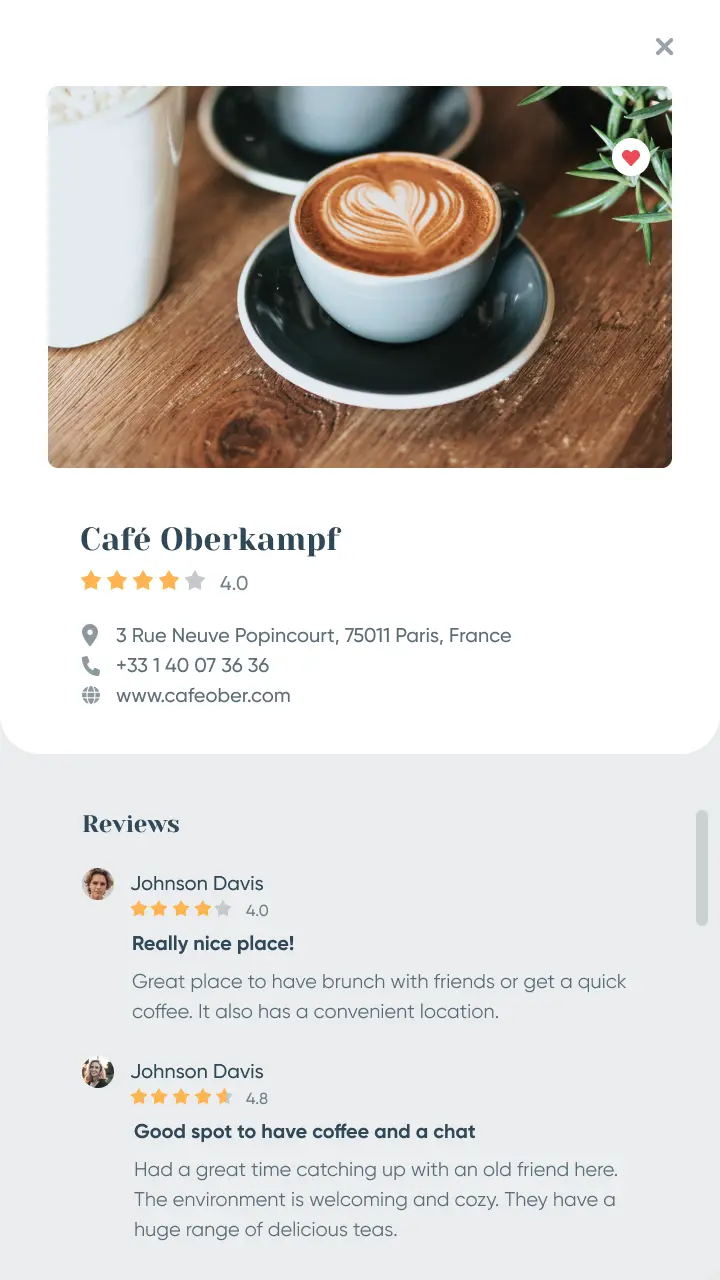 Café Oberkampf
4.0
3 Rue Neuve Popincourt, 75011 Paris, France
+33 1 40 07 36 36
www.cafeober.com
Reviews
Johnson Davis
4.0
Really nice place!
Great place to have brunch with friends or get a quick
coffee. It also has a convenient location.
Johnson Davis
4.8
Good spot to have coffee and a chat
Had a great time catching up with an old friend here.
The environment is welcoming and cozy. They have a
huge range of delicious teas.